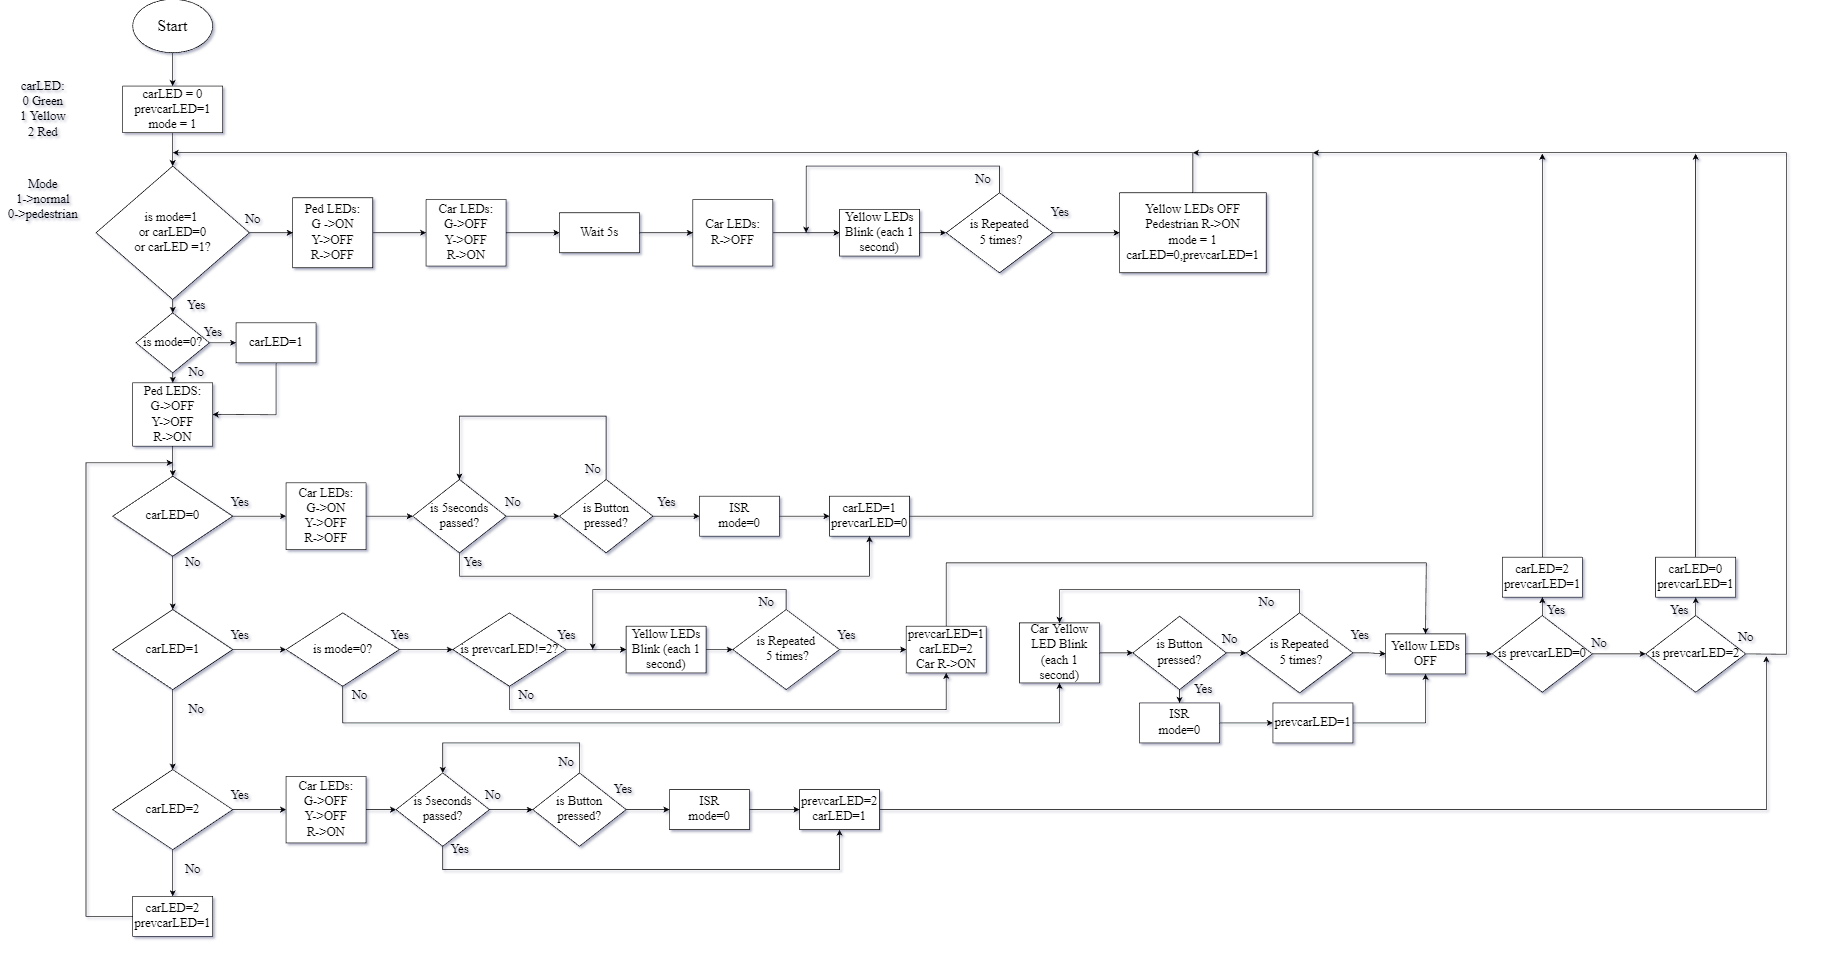 Start
carLED:
0 Green
1 Yellow
2 Red
carLED = 0
prevcarLED=1
mode = 1
Mode
1->normal
0->pedestrian
is mode=1
or carLED=0
or carLED =1?
No
Ped LEDs:
G ->ON
Y->OFF
R->OFF
Car LEDs:
G->OFF
Y->OFF
R->ON
Wait 5s
Car LEDs:
R->OFF
Yellow LEDs
Blink (each 1
second)
No
is Repeated
5 times?
Yes
Yellow LEDs OFF
Pedestrian R->ON
mode = 1
carLED=0,prevcarLED=1
Yes
is mode=0?
Yes
carLED=1
No
Ped LEDS:
G->OFF
Y->OFF
R->ON
carLED=0
Yes
Car LEDs:
G->ON
Y->OFF
R->OFF
is 5seconds
passed?
No
Yes
No
is Button
pressed?
Yes
ISR
mode=0
carLED=1
prevcarLED=0
No
carLED=1
Yes
is mode=0?
Yes
No
is prevcarLED!=2?
Yes
No
Yellow LEDs
Blink (each 1
second)
No
is Repeated
5 times?
Yes
prevcarLED=1
carLED=2
Car R->ON
Car Yellow
LED Blink
(each 1
second)
is Button
pressed?
No
Yes
ISR
mode=0
prevcarLED=1
No
is Repeated
5 times?
Yes
Yellow LEDs
OFF
is prevcarLED=0
Yes
No
carLED=2
prevcarLED=1
is prevcarLED=2
Yes
No
carLED=0
prevcarLED=1
No
carLED=2
Yes
Car LEDs:
G->OFF
Y->OFF
R->ON
is 5seconds
passed?
No
Yes
No
is Button
pressed?
Yes
ISR
mode=0
prevcarLED=2
carLED=1
No
carLED=2
prevcarLED=1